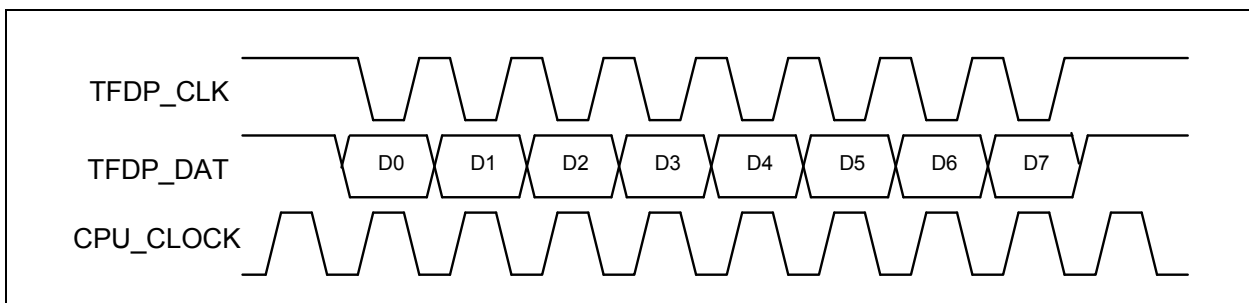 TFDP_CLK
TFDP_DAT D0 D1 D2 D3 D4 D5 D6 D7
CPU_CLOCK